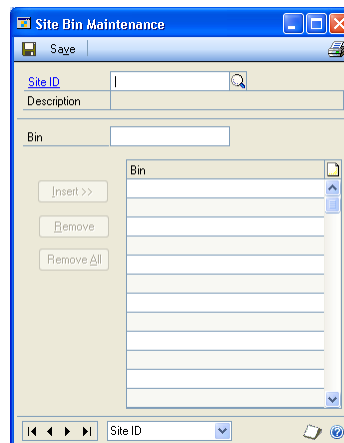 Site Bin Maintenance
Save
Site ID
Description
Bin
Bin
Insert >>
Remove
Remove All
Site ID